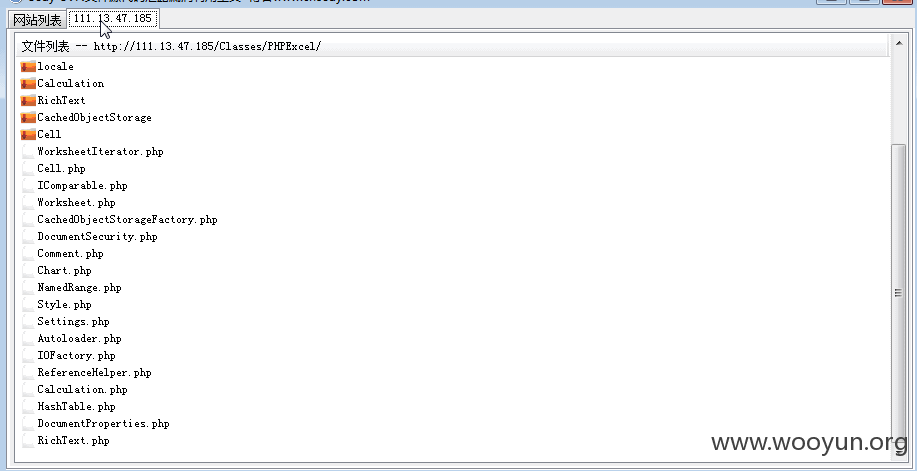 网站列表 111.13.47.185
文件列表 -- http://111.13.47.185/Classes/PHPExcel/
locale
Calculation
RichText
CachedObjectStorage
Cell
WorksheetIterator.php
Cell.php
IComparable.php
Worksheet.php
CachedObjectStorageFactory.php
DocumentSecurity.php
Comment.php
Chart.php
NamedRange.php
Style.php
Settings.php
Autoloader.php
IOFactory.php
ReferenceHelper.php
Calculation.php
HashTable.php
DocumentProperties.php
RichText.php
www.wooyun.org